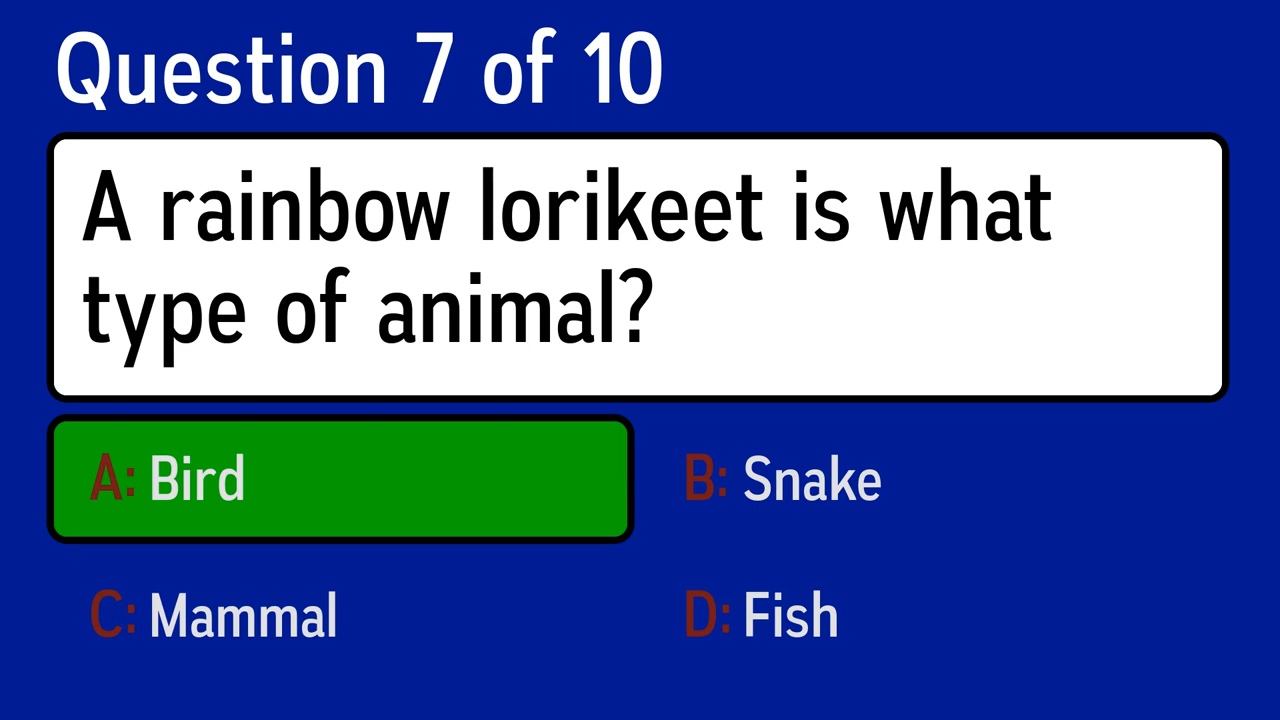 Question 7 of 10
A rainbow lorikeet is what
type of animal?
A: Bird
B: Snake
C: Mammal
D: Fish